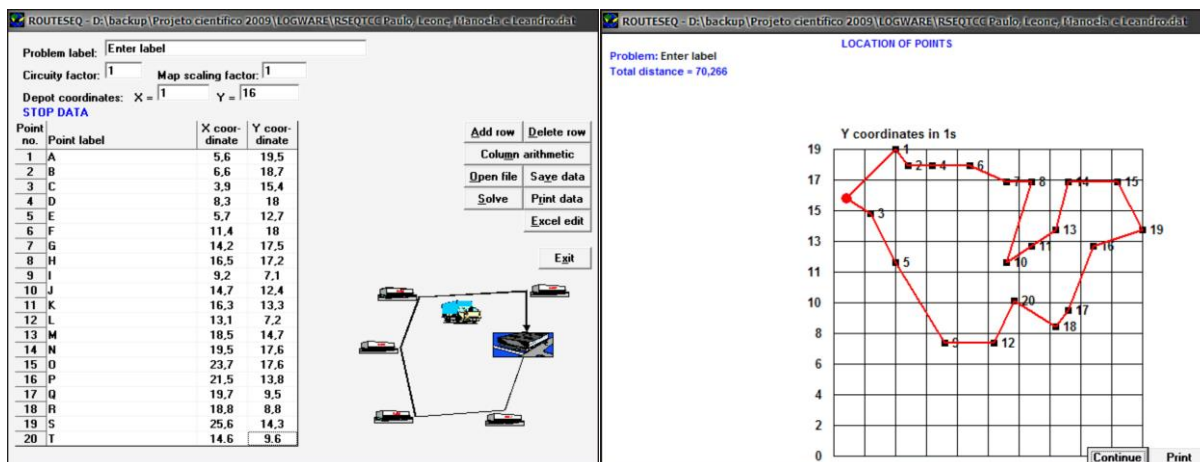 ROUTESEQ - D:\backup\Projeto cientifico 2009\LOGWARE\RSEQTCC Paulo, Leone, Manoela e Leandro.dat
Problem label: Enter label
Circuity factor: 1 Map scaling factor: 1
Depot coordinates: X = 1 Y = 16
STOP DATA
Point no. Point label X coor- dinate Y coor- dinate
1 A 5,6 19,5
2 B 6,6 18,7
3 C 3,9 15,4
4 D 8,3 18
5 E 5,7 12,7
6 F 11,4 18
7 G 14,2 17,5
8 H 16,5 17,2
9 I 9,2 7,1
10 J 14,7 12,4
11 K 16,3 13,3
12 L 13,1 7,2
13 M 18,5 14,7
14 N 19,5 17,6
15 O 23,7 17,6
16 P 21,5 13,8
17 Q 19,7 9,5
18 R 18,8 8,8
19 S 25,6 14,3
20 T 14.6 9.6
Add row Delete row
Column arithmetic
Open file Save data
Solve Print data
Excel edit
Exit
ROUTESEQ - D:\backup\Projeto cientifico 2009\LOGWARE\RSEQTCC Paulo, Leone, Manoela e Leandro.dat
LOCATION OF POINTS
Problem: Enter label
Total distance = 70,266
Y coordinates in 1s
19 1
2 4 6
17 7 8 14 15
15 3
13 19
13 11 16
11 5 10
10 20 17
18
8 9 12
6
4
2
0
Continue Print